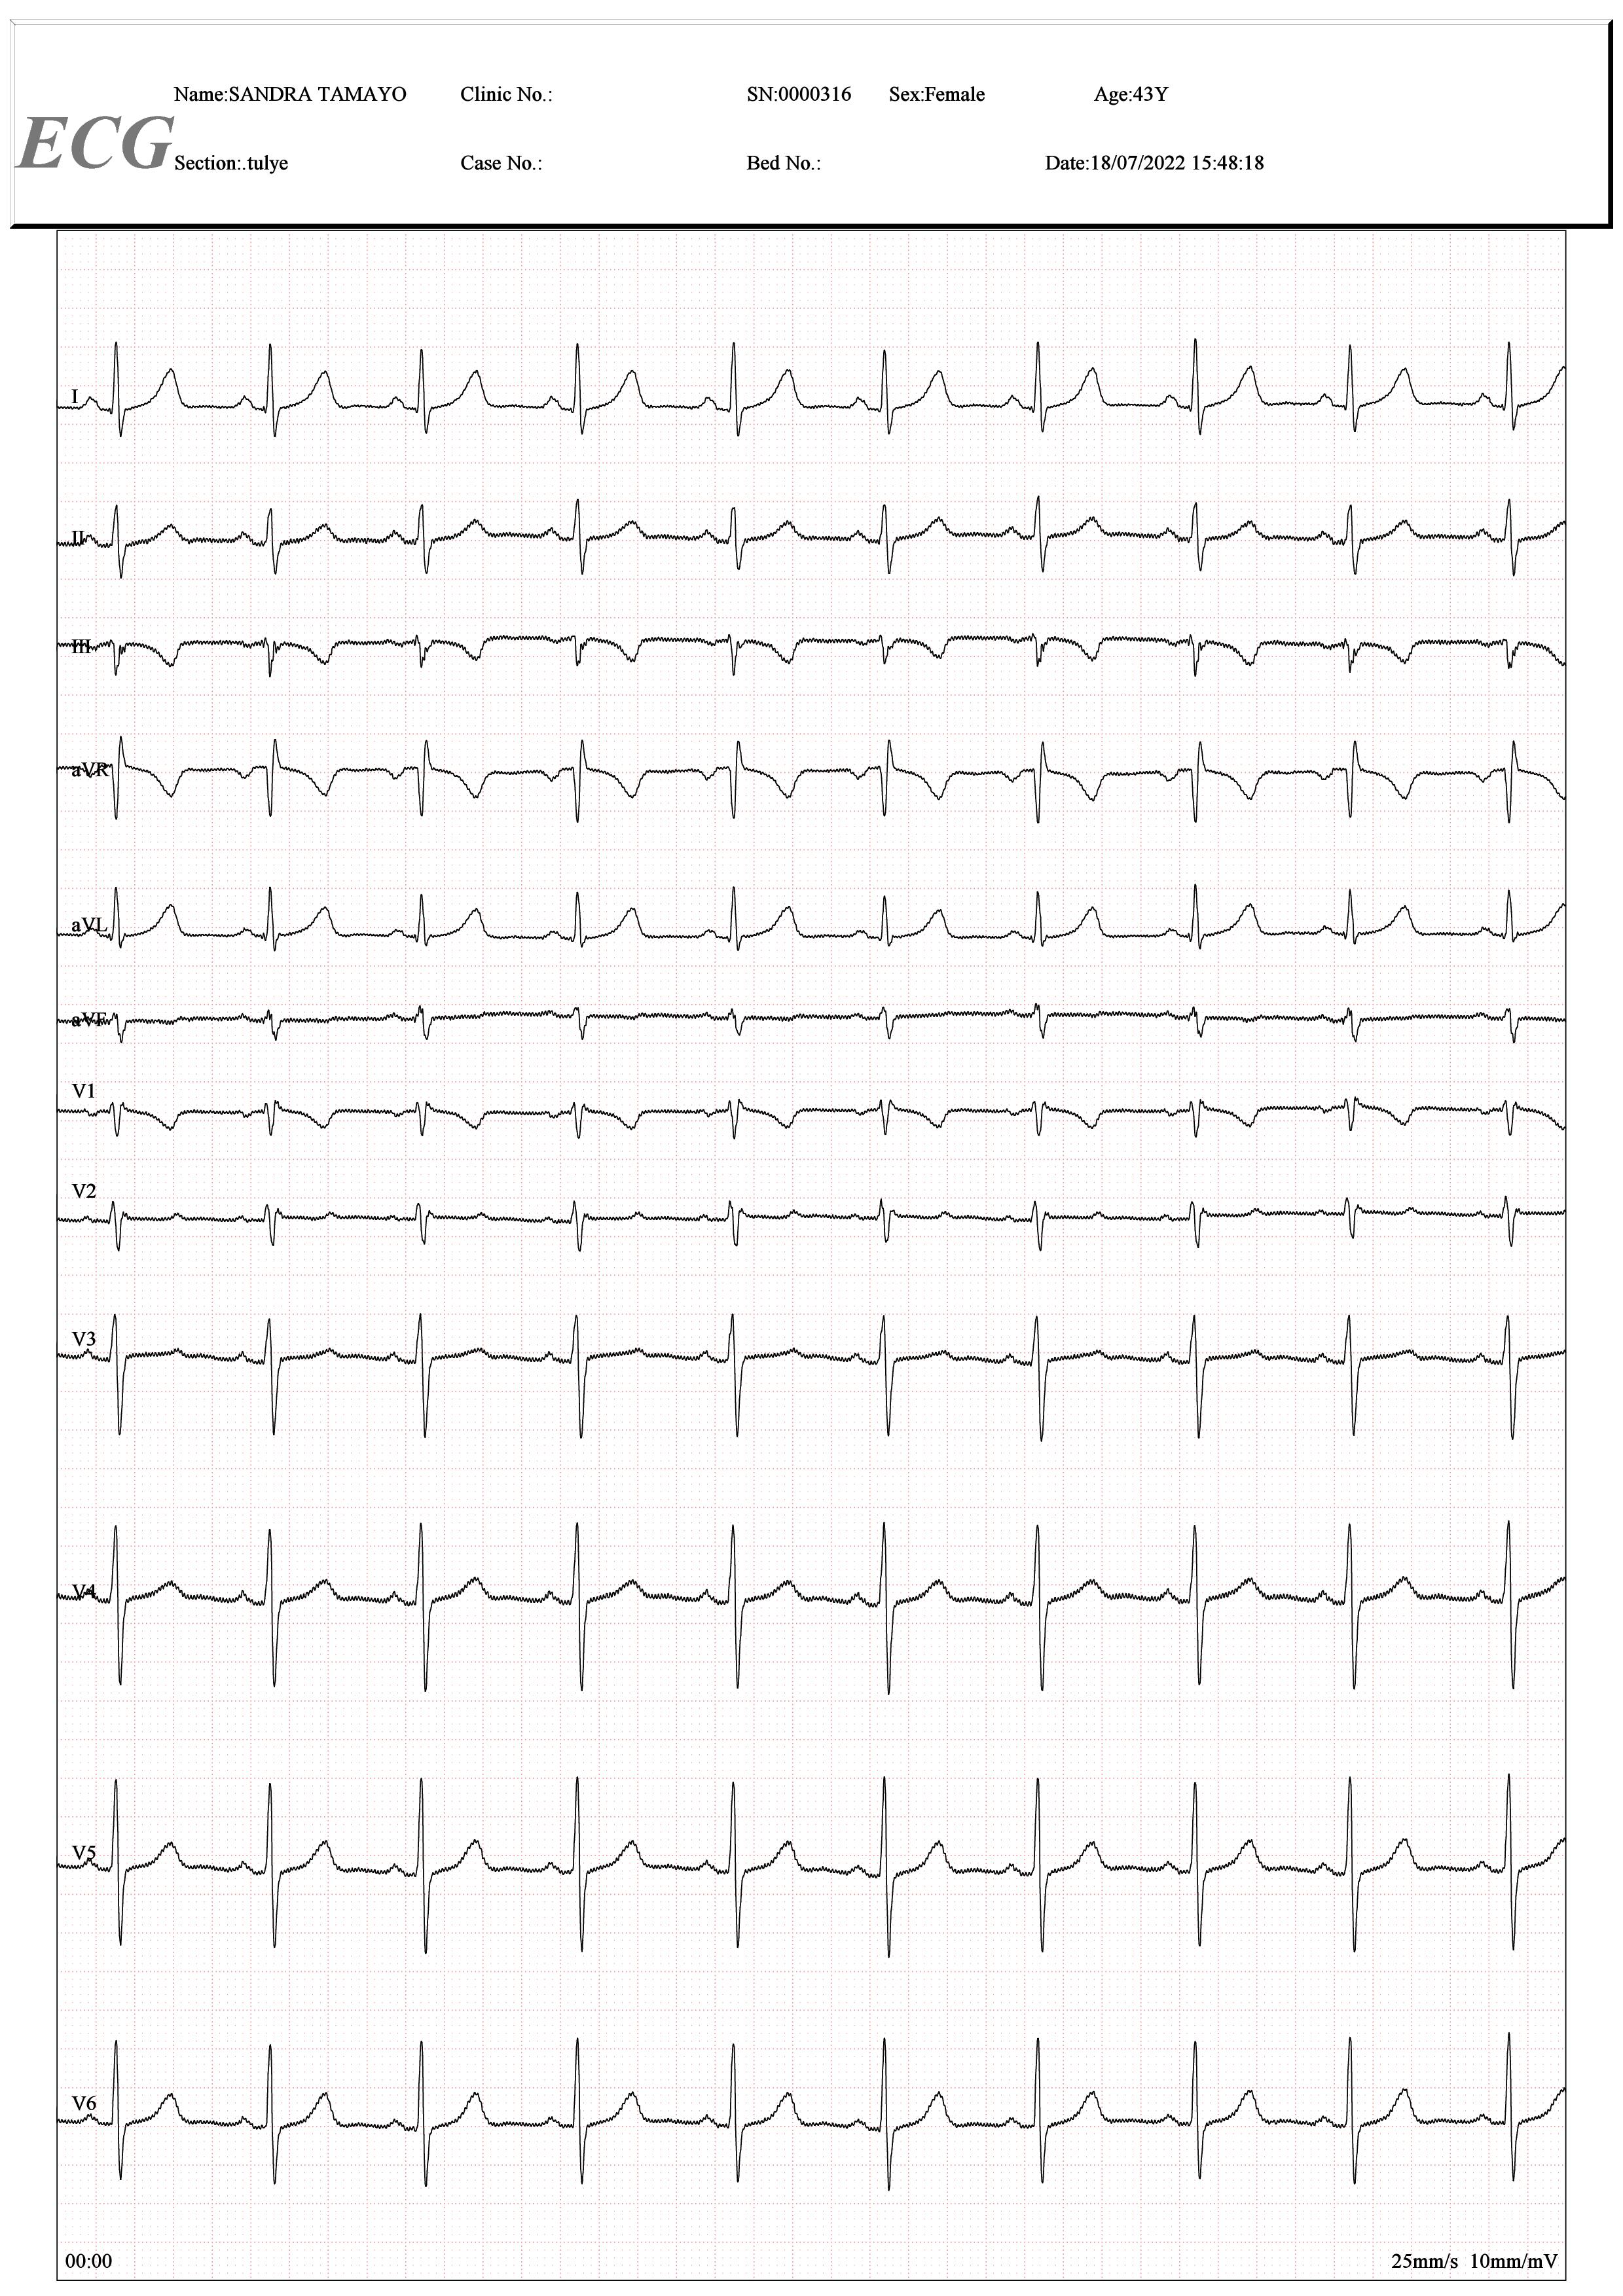 Name:SANDRA TAMAYO Clinic No.: SN:0000316 Sex:Female Age:43Y
ECG
Section:.tulye Case No.: Bed No.: Date:18/07/2022 15:48:18
I
II
III
aVR
aVL
aVF
V1
V2
V3
V4
V5
V6
00:00 25mm/s 10mm/mV